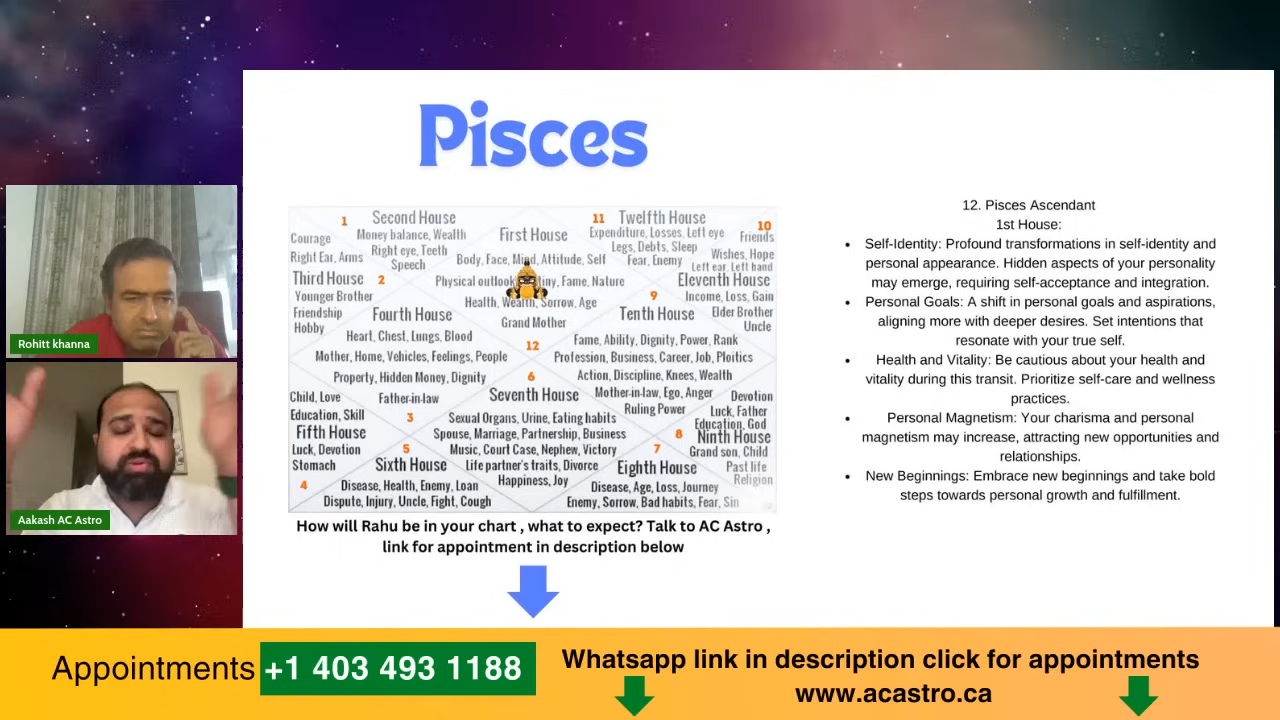 Pisces
1
Second House
Money balance, Wealth
Right eye, Teeth
Speech
Courage
Right Ear, Arms
Third House
2
Younger Brother
Friendship
Hobby
First House
Body, Face, Mind, Attitude, Self
Physical outlook
tiny, Fame, Nature
Health, Wealth, Sorrow, Age
Grand Mother
11
Twelfth House
Expenditure, Losses, Left eye
Legs, Debts, Sleep
Fear, Enemy
10
Friends
Wishes, Hope
Left ear, Left hand
Eleventh House
9
Income, Loss, Gain
Elder Brother
Uncle
Fourth House
Heart, Chest, Lungs, Blood
Mother, Home, Vehicles, Feelings, People
Property, Hidden Money, Dignity
Father-in-law
12
6
Tenth House
Fame, Ability, Dignity, Power, Rank
Profession, Business, Career, Job, Ploitics
Action, Discipline, Knees, Wealth
Mother-in-law, Ego, Anger
Ruling Power
Child, Love
Education, Skill
Fifth House
Luck, Devotion
Stomach
3
5
4
Seventh House
Sexual Organs, Urine, Eating habits
Spouse, Marriage, Partnership, Business
Music, Court Case, Nephew, Victory
Life partner's traits, Divorce
Happiness, Joy
Devotion
Luck, Father
Education, God
8
Ninth House
Grand son, Child
Past life
Religion
7
Sixth House
Disease, Health, Enemy, Loan
Dispute, Injury, Uncle, Fight, Cough
Eighth House
Disease, Age, Loss, Journey
Enemy, Sorrow, Bad habits, Fear, Sin
How will Rahu be in your chart , what to expect? Talk to AC Astro ,
link for appointment in description below
12. Pisces Ascendant
1st House:
• Self-Identity: Profound transformations in self-identity and
personal appearance. Hidden aspects of your personality
may emerge, requiring self-acceptance and integration.
• Personal Goals: A shift in personal goals and aspirations,
aligning more with deeper desires. Set intentions that
resonate with your true self.
• Health and Vitality: Be cautious about your health and
vitality during this transit. Prioritize self-care and wellness
practices.
• Personal Magnetism: Your charisma and personal
magnetism may increase, attracting new opportunities and
relationships.
• New Beginnings: Embrace new beginnings and take bold
steps towards personal growth and fulfillment.
Rohitt khanna
Aakash AC Astro
Appointments +1 403 493 1188
Whatsapp link in description click for appointments
www.acastro.ca